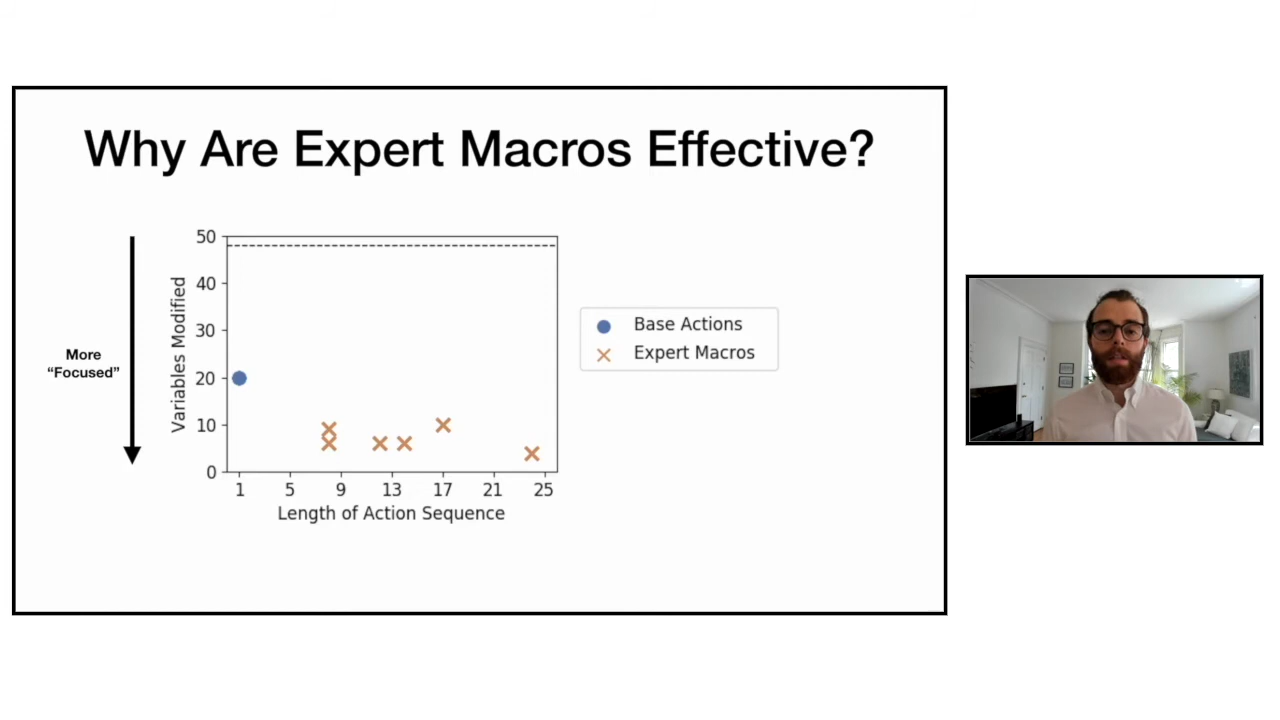 Why Are Expert Macros Effective?
More
“Focused”
Variables Modified
50
40
30
20
10
0
1 5 9 13 17 21 25
Length of Action Sequence
Base Actions
Expert Macros